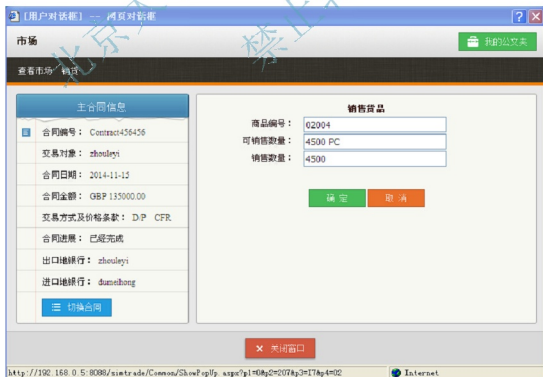 [用户对话框] -- 网页对话框
市场
我的公文夹
查看市场 销货
主合同信息
合同编号： Contract456456
交易对象： zhouleyi
合同日期： 2014-11-15
合同金额： GBP 135000.00
交易方式及价格条款： D/P CFR
合同进展： 已经完成
出口地银行： zhouleyi
进口地银行： dumeihong
切换合同
销售货品
商品编号： 02004
可销售数量： 4500 PC
销售数量： 4500
确 定
取 消
关闭窗口
http://192.168.0.5:8088/simtrade/Common/ShowPopUp.aspx?p1=0&p2=207&p3=I7&p4=02 Internet
北京
禁止